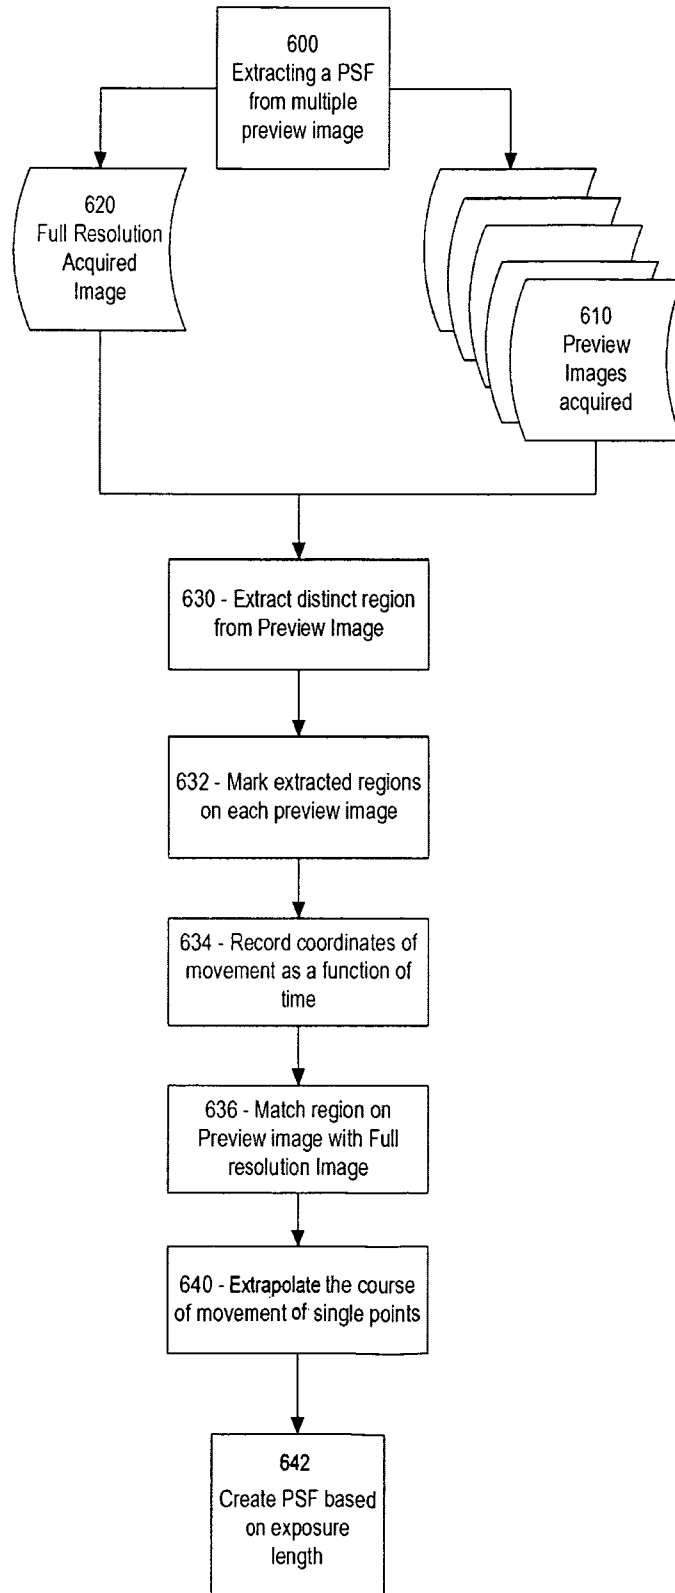 600
Extracting a PSF
from multiple
preview image
620
Full Resolution
Acquired
Image
610
Preview
Images
acquired
630 - Extract distinct region
from Preview Image
632 - Mark extracted regions
on each preview image
634 - Record coordinates of
movement as a function of
time
636 - Match region on
Preview image with Full
resolution Image
640 - Extrapolate the course
of movement of single points
642
Create PSF based
on exposure
length